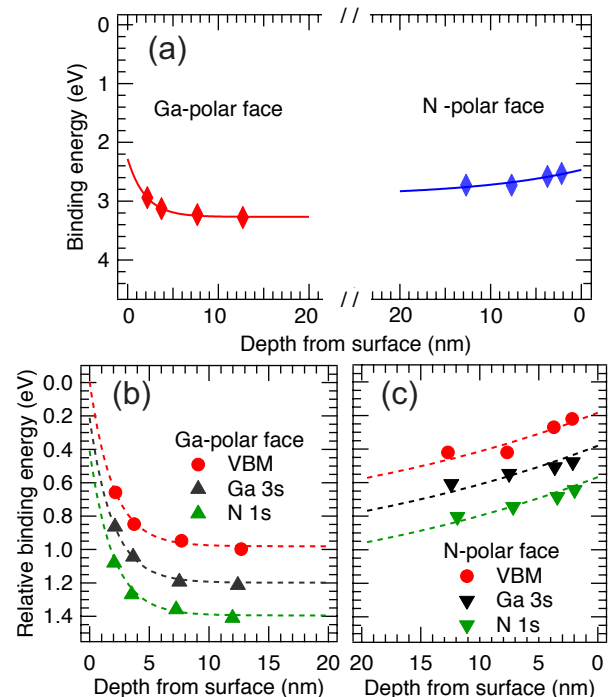 (a)
Ga-polar face
N -polar face
Binding energy (eV)
0
1
2
3
4
//
//
0
10
20
20
10
0
Depth from surface (nm)
(b)
Ga-polar face
VBM
Ga 3s
N 1s
Relative binding energy (eV)
0.0
0.4
0.6
0.8
1.0
1.2
1.4
0
5
10
15
20
Depth from surface (nm)
(c)
N-polar face
VBM
Ga 3s
N 1s
20
15
10
5
0
Depth from surface (nm)